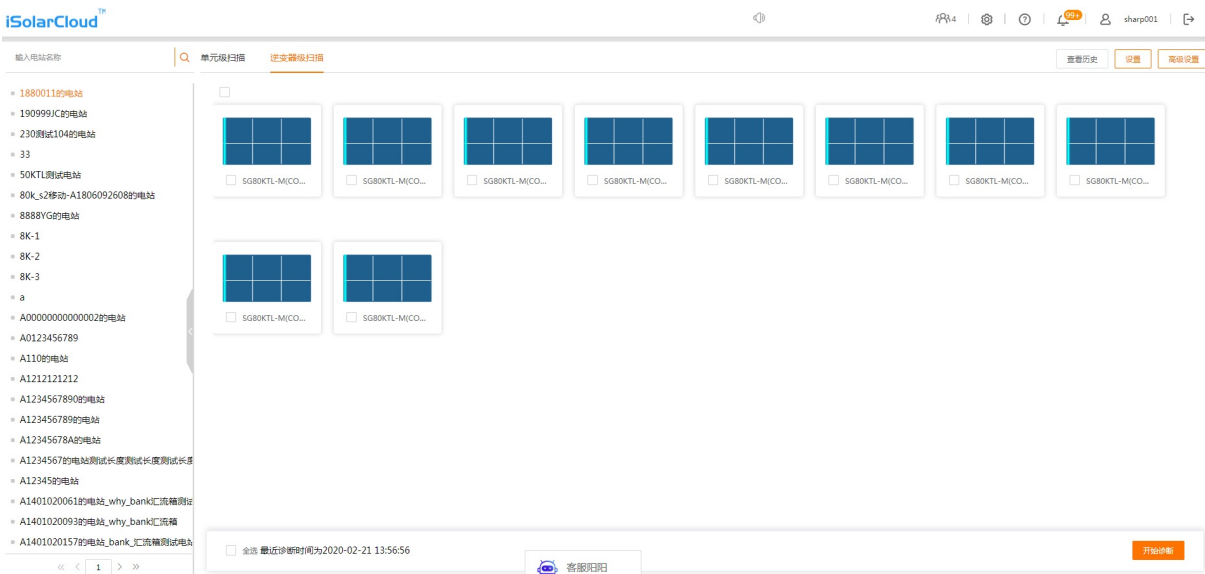 iSolarCloud™
4
99+
sharp001
输入电站名称
单元级扫描
逆变器级扫描
查看历史
设置
高级设置
1880011的电站
190999JC的电站
230测试104的电站
33
50KTL测试电站
80k_s2移动-A1806092608的电站
8888YG的电站
8K-1
8K-2
8K-3
a
A00000000000002的电站
A0123456789
A110的电站
A1212121212
A1234567890的电站
A123456789的电站
A12345678A的电站
A1234567的电站测试长度测试长度测试长度
A12345的电站
A1401020061的电站_why_bank汇流箱测试
A1401020093的电站_why_bank汇流箱
A1401020157的电站_bank_汇流箱测试电站
1
SG80KTL-M(CO...
SG80KTL-M(CO...
SG80KTL-M(CO...
SG80KTL-M(CO...
SG80KTL-M(CO...
SG80KTL-M(CO...
SG80KTL-M(CO...
SG80KTL-M(CO...
SG80KTL-M(CO...
SG80KTL-M(CO...
全选 最近诊断时间为2020-02-21 13:56:56
开始诊断
客服阳阳